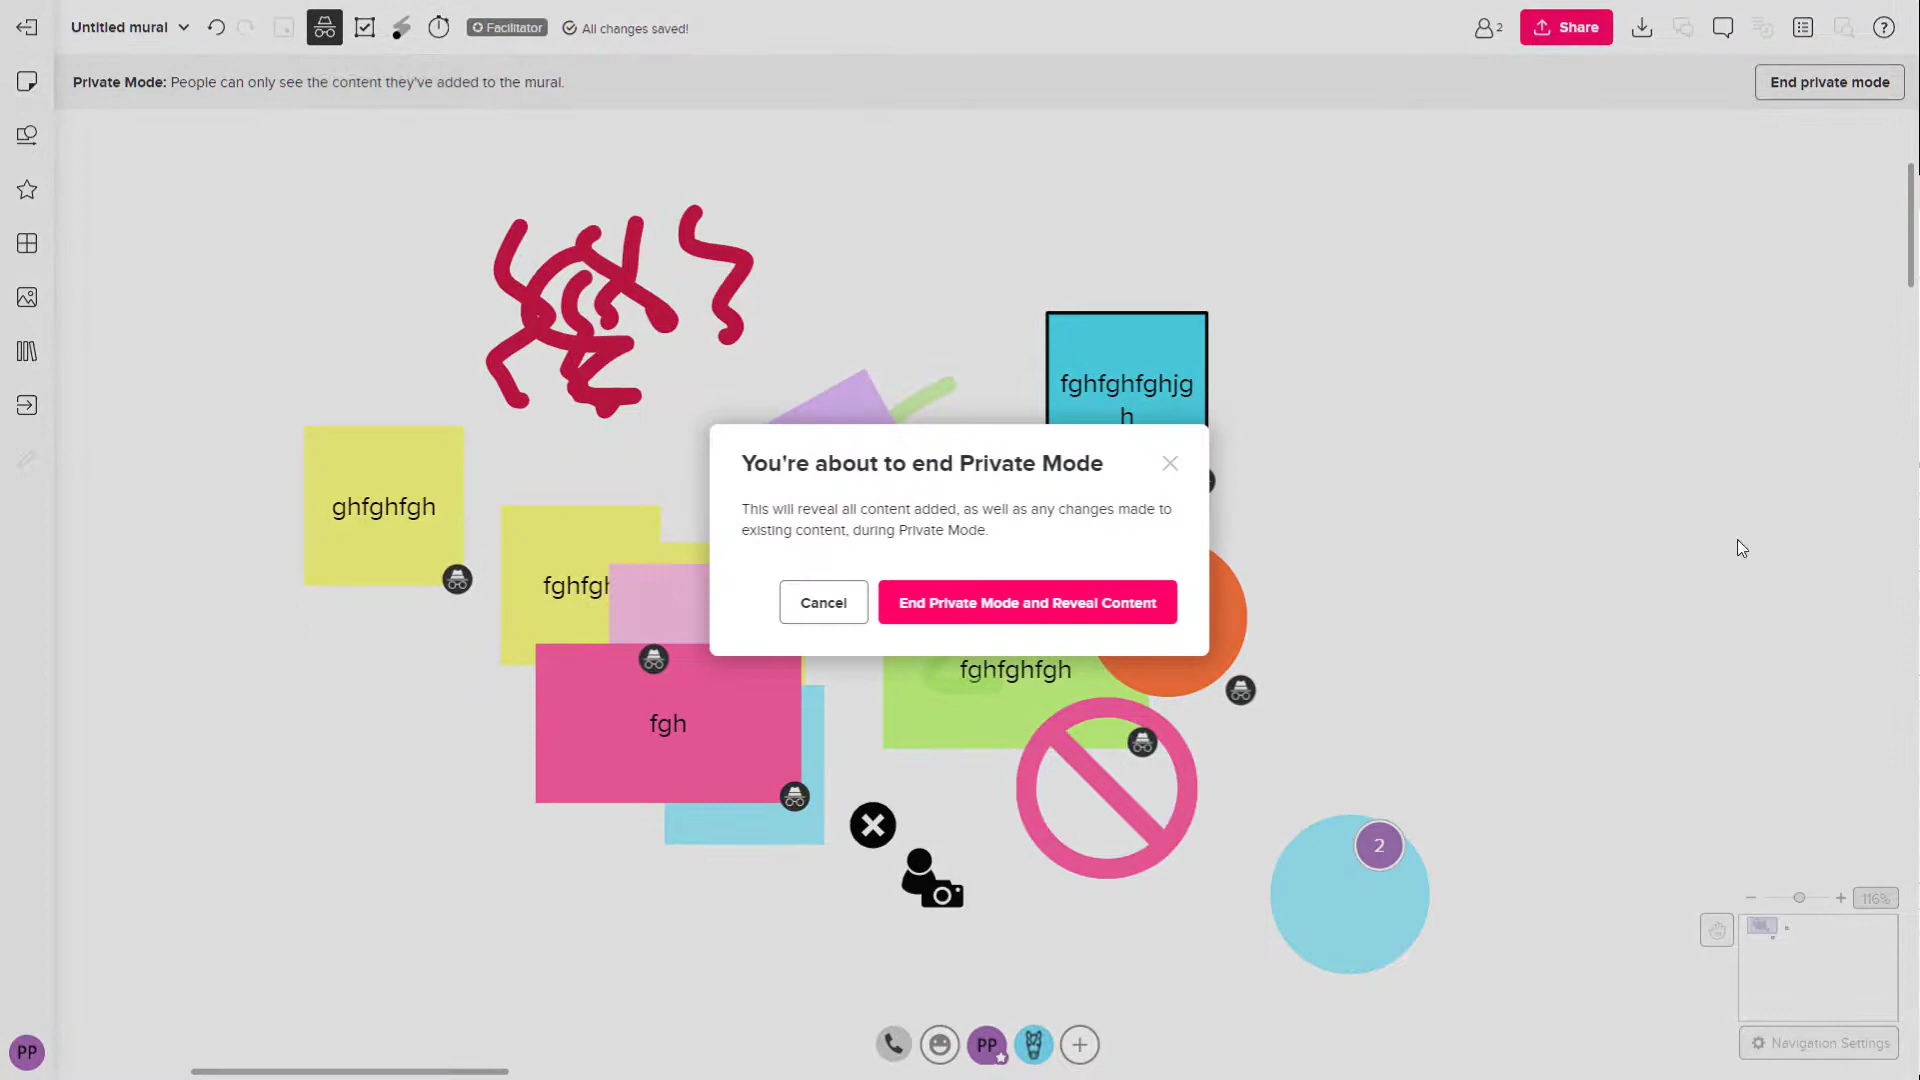 Untitled mural
Facilitator
All changes saved!
2
Share
Private Mode: People can only see the content they've added to the mural.
End private mode
fghfghfghjg
h
You're about to end Private Mode
This will reveal all content added, as well as any changes made to
existing content, during Private Mode.
Cancel
End Private Mode and Reveal Content
ghfghfgh
fghfgh
fghfghfgh
fgh
2
116%
Navigation Settings
PP
PP